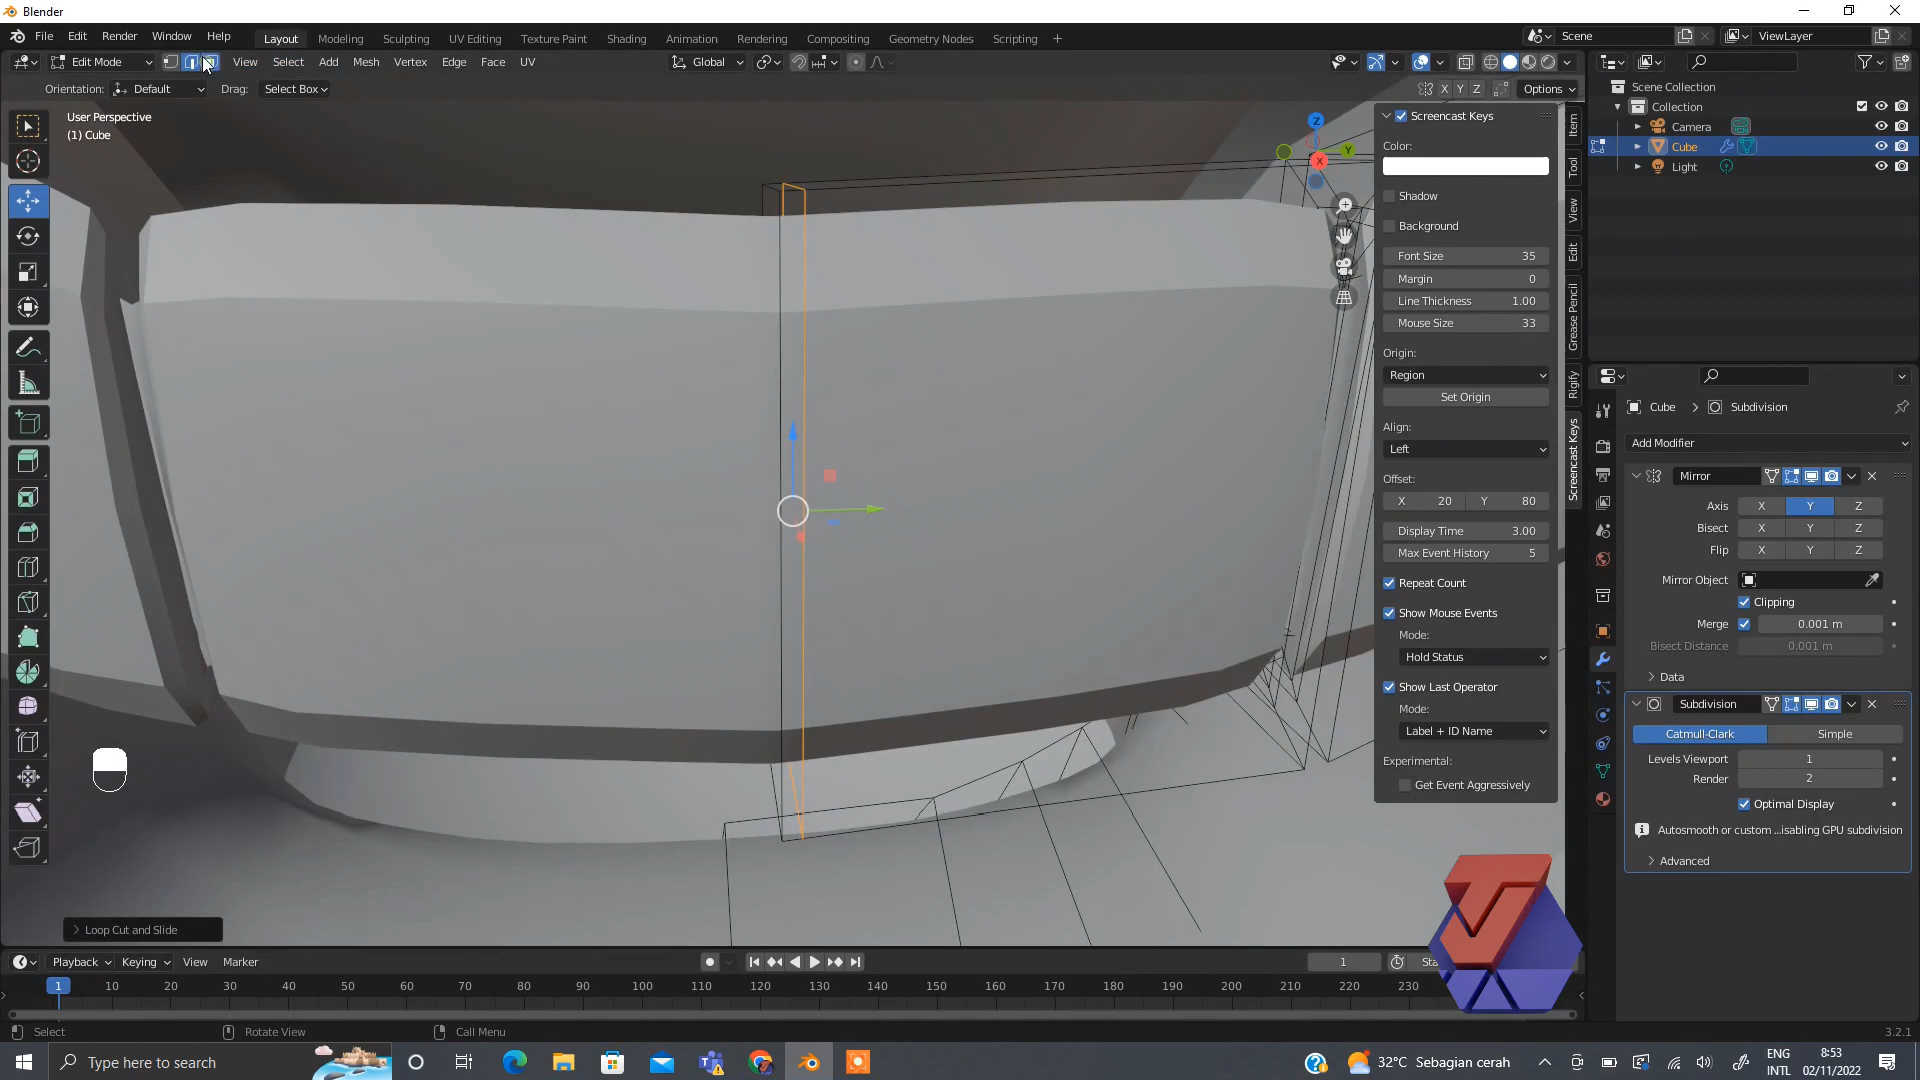 Blender
File Edit Render Window Help
Layout Modeling Sculpting UV Editing Texture Paint Shading Animation Rendering Compositing Geometry Nodes Scripting +
Scene
ViewLayer
Edit Mode
View Select Add Mesh Vertex Edge Face UV
Global
Orientation: Default Drag: Select Box
X Y Z
Options
User Perspective
(1) Cube
Z
Y
X
Screencast Keys
Color:
Shadow
Background
Font Size 35
Margin 0
Line Thickness 1.00
Mouse Size 33
Origin:
Region
Set Origin
Align:
Left
Offset:
X 20 Y 80
Display Time 3.00
Max Event History 5
Repeat Count
Show Mouse Events
Mode:
Hold Status
Show Last Operator
Mode:
Label + ID Name
Experimental:
Get Event Aggressively
Item
Tool
View
Edit
Grease Pencil
Rigify
Screencast Keys
Scene Collection
Collection
Camera
Cube
Light
Cube > Subdivision
Add Modifier
Mirror
Axis X Y Z
Bisect X Y Z
Flip X Y Z
Mirror Object
Clipping
Merge 0.001 m
Bisect Distance 0.001 m
Data
Subdivision
Catmull-Clark Simple
Levels Viewport 1
Render 2
Optimal Display
Autosmooth or custom ...isabling GPU subdivision
Advanced
Loop Cut and Slide
Playback Keying View Marker
1
Sta
1 10 20 30 40 50 60 70 80 90 100 110 120 130 140 150 160 170 180 190 200 210 220 230
Select Rotate View Call Menu
3.2.1
Type here to search
32°C Sebagian cerah
ENG
INTL
8:53
02/11/2022